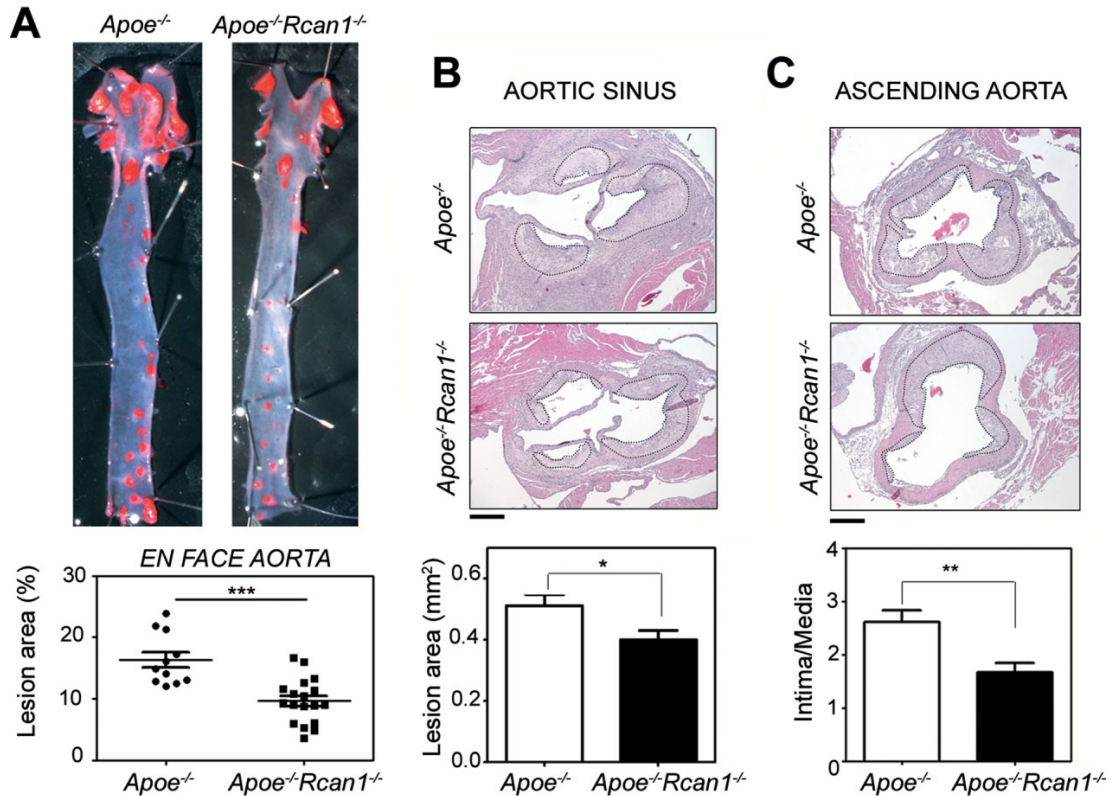 A
Apoe-/-
Apoe-/-Rcan1-/-
EN FACE AORTA
Lesion area (%)
30
20
10
0
***
Apoe-/-
Apoe-/-Rcan1-/-
B
AORTIC SINUS
Apoe-/-
Apoe-/-Rcan1-/-
Lesion area (mm2)
0.6
0.4
0.2
0.0
*
Apoe-/-
Apoe-/-Rcan1-/-
C
ASCENDING AORTA
Apoe-/-
Apoe-/-Rcan1-/-
Intima/Media
4
3
2
1
0
**
Apoe-/-
Apoe-/-Rcan1-/-